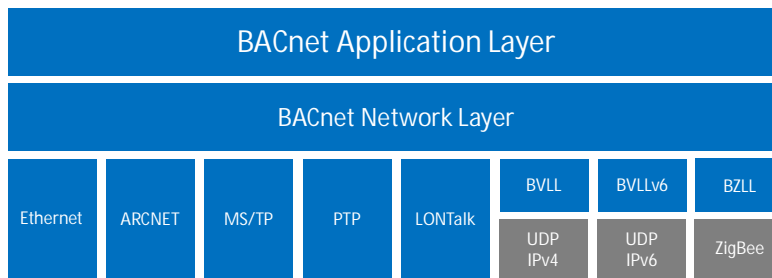 BACnet Application Layer
BACnet Network Layer
Ethernet
ARCNET
MS/TP
PTP
LONTalk
BVLL
BVLLv6
BZLL
UDP
IPv4
UDP
IPv6
ZigBee